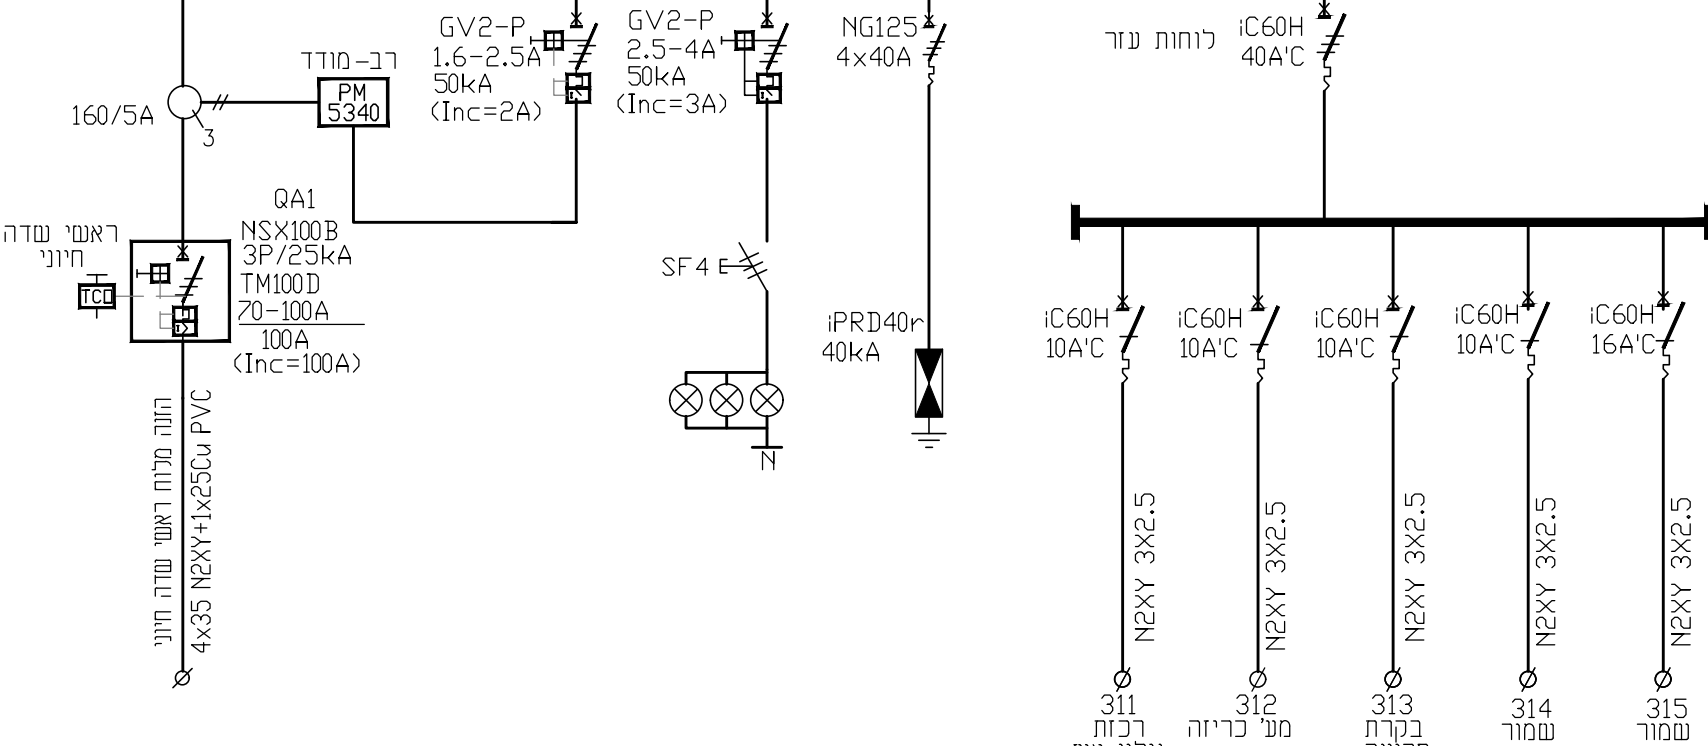 160/5A
3
רב-מודד
PM
5340
GV2-P
1.6-2.5A
50kA
(Inc=2A)
GV2-P
2.5-4A
50kA
(Inc=3A)
NG125
4x40A
לוחות עזר
iC60H
40A'C
ראשי שדה
חיוני
TCO
QA1
NSX100B
3P/25kA
TM100D
70-100A
100A
(Inc=100A)
הזנה מלוח ראשי שדה חיוני
4x35 N2XY+1x25Cu PVC
SF4
N
iPRD40r
40kA
iC60H
10A'C
iC60H
10A'C
iC60H
10A'C
iC60H
10A'C
iC60H
16A'C
N2XY 3X2.5
N2XY 3X2.5
N2XY 3X2.5
N2XY 3X2.5
N2XY 3X2.5
311
רכזת
312
מע' כריזה
313
בקרת
314
שמור
315
שמור